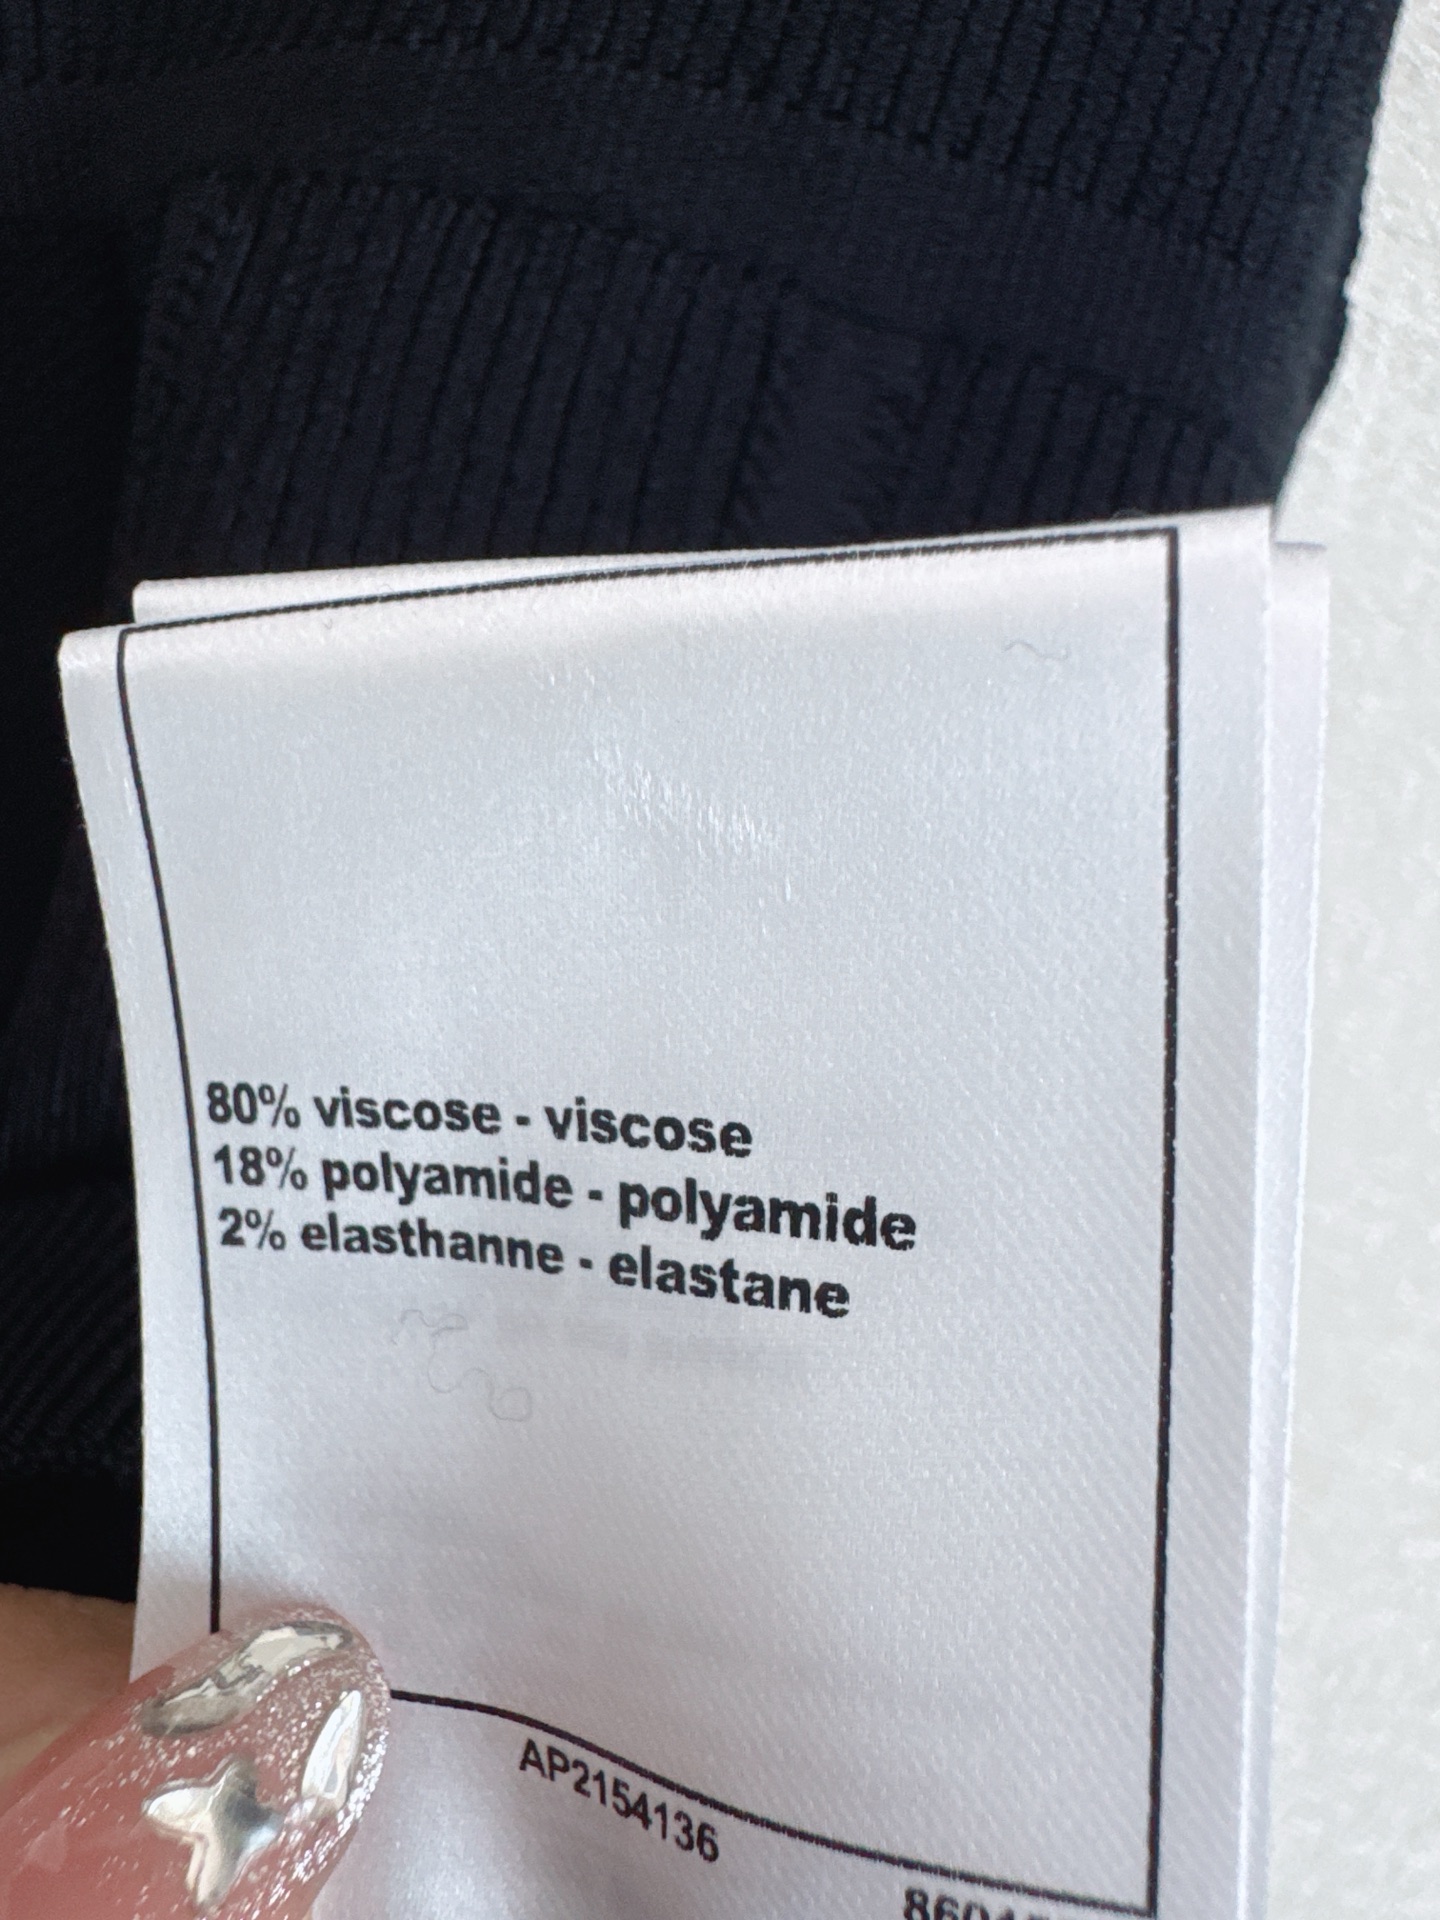 80% viscose - viscose
18% polyamide - polyamide
2% elasthanne - elastane
AP2154136